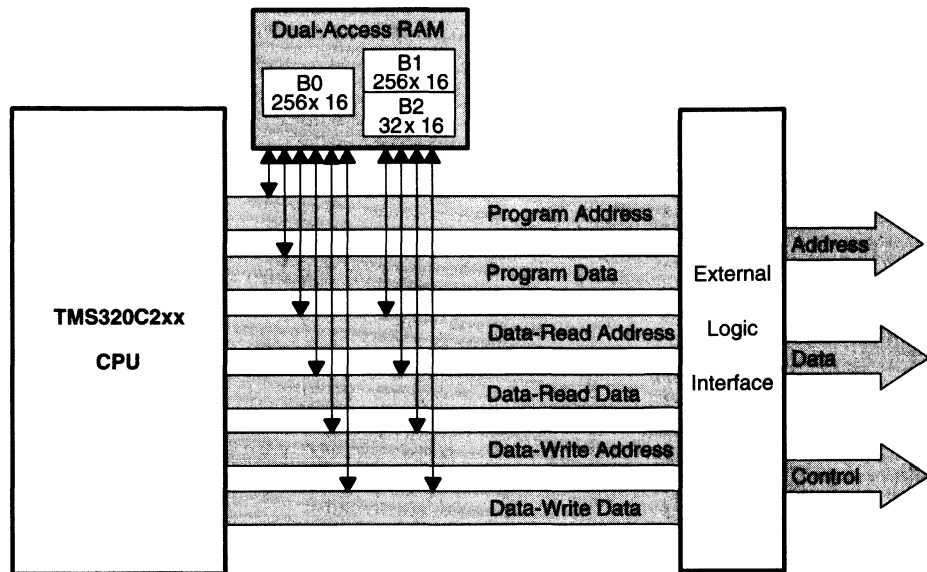 Dual-Access RAM
B0
256x 16
B1
256x 16
B2
32x 16
TMS320C2xx
CPU
Program Address
Program Data
Data-Read Address
Data-Read Data
Data-Write Address
Data-Write Data
External
Logic
Interface
Address
Data
Control